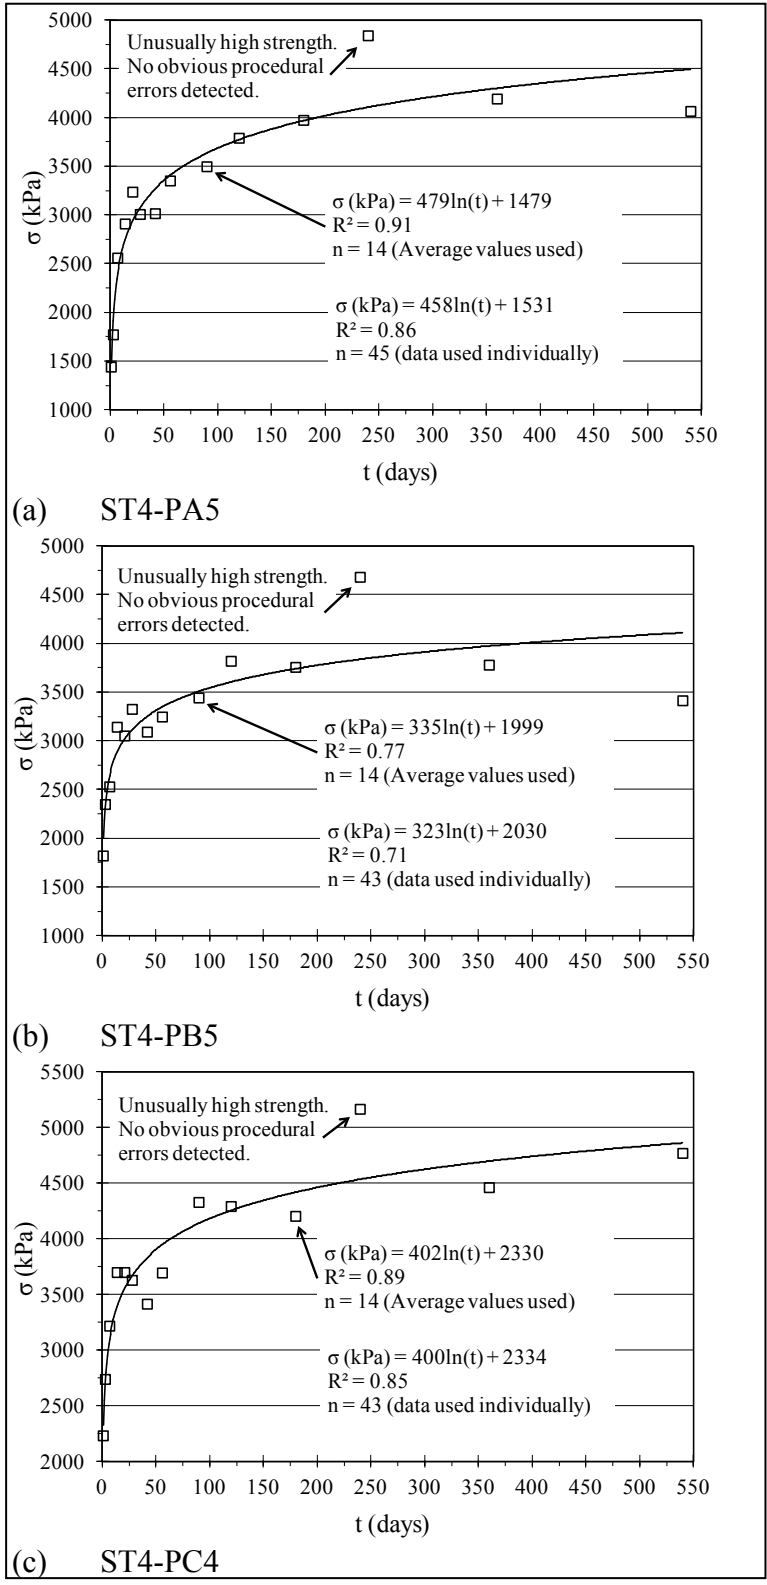 5000
4500
4000
3500
3000
2500
2000
1500
1000
σ (kPa)
Unusually high strength.
No obvious procedural
errors detected.
σ (kPa) = 479ln(t) + 1479
R² = 0.91
n = 14 (Average values used)
σ (kPa) = 458ln(t) + 1531
R² = 0.86
n = 45 (data used individually)
0 50 100 150 200 250 300 350 400 450 500 550
t (days)
(a) ST4-PA5
5000
4500
4000
3500
3000
2500
2000
1500
1000
σ (kPa)
Unusually high strength.
No obvious procedural
errors detected.
σ (kPa) = 335ln(t) + 1999
R² = 0.77
n = 14 (Average values used)
σ (kPa) = 323ln(t) + 2030
R² = 0.71
n = 43 (data used individually)
0 50 100 150 200 250 300 350 400 450 500 550
t (days)
(b) ST4-PB5
5500
5000
4500
4000
3500
3000
2500
2000
σ (kPa)
Unusually high strength.
No obvious procedural
errors detected.
σ (kPa) = 402ln(t) + 2330
R² = 0.89
n = 14 (Average values used)
σ (kPa) = 400ln(t) + 2334
R² = 0.85
n = 43 (data used individually)
0 50 100 150 200 250 300 350 400 450 500 550
t (days)
(c) ST4-PC4